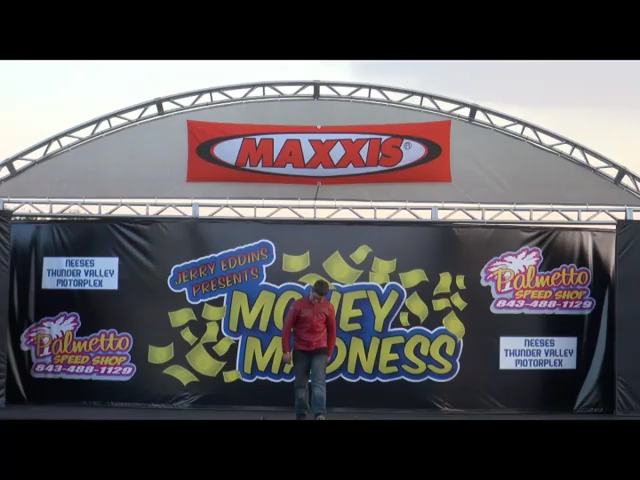 MAXXIS®
NEESES
THUNDER VALLEY
MOTORPLEX
JERRY EDDINS
PRESENTS
MONEY
MADNESS
Palmetto
SPEED SHOP
843-488-1129
Palmetto
SPEED SHOP
843-488-1129
NEESES
THUNDER VALLEY
MOTORPLEX